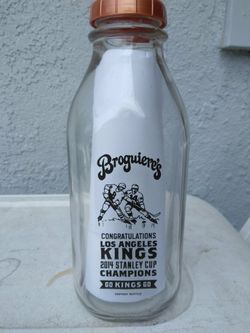 Broguiere's
CONGRATULATIONS
LOS ANGELES
KINGS
2014 STANLEY CUP
CHAMPIONS
GO KINGS GO